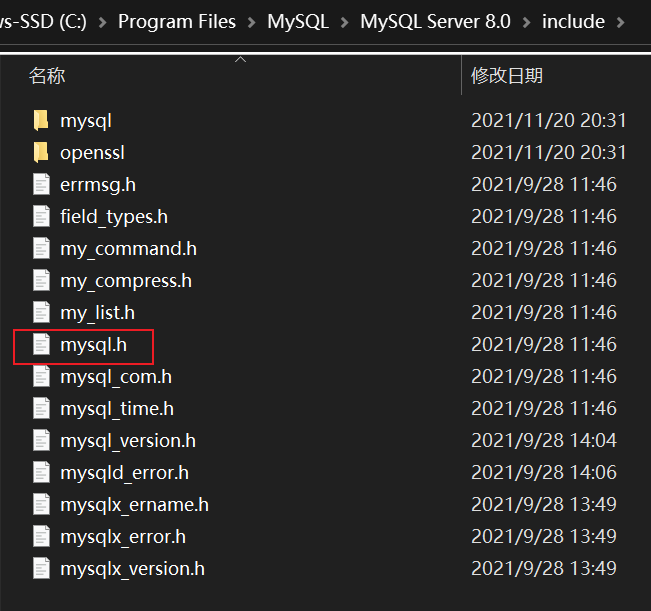 ws-SSD (C:) > Program Files > MySQL > MySQL Server 8.0 > include >
名称 修改日期
mysql 2021/11/20 20:31
openssl 2021/11/20 20:31
errmsg.h 2021/9/28 11:46
field_types.h 2021/9/28 11:46
my_command.h 2021/9/28 11:46
my_compress.h 2021/9/28 11:46
my_list.h 2021/9/28 11:46
mysql.h 2021/9/28 11:46
mysql_com.h 2021/9/28 11:46
mysql_time.h 2021/9/28 11:46
mysql_version.h 2021/9/28 14:04
mysqld_error.h 2021/9/28 14:06
mysqlx_ername.h 2021/9/28 13:49
mysqlx_error.h 2021/9/28 13:49
mysqlx_version.h 2021/9/28 13:49